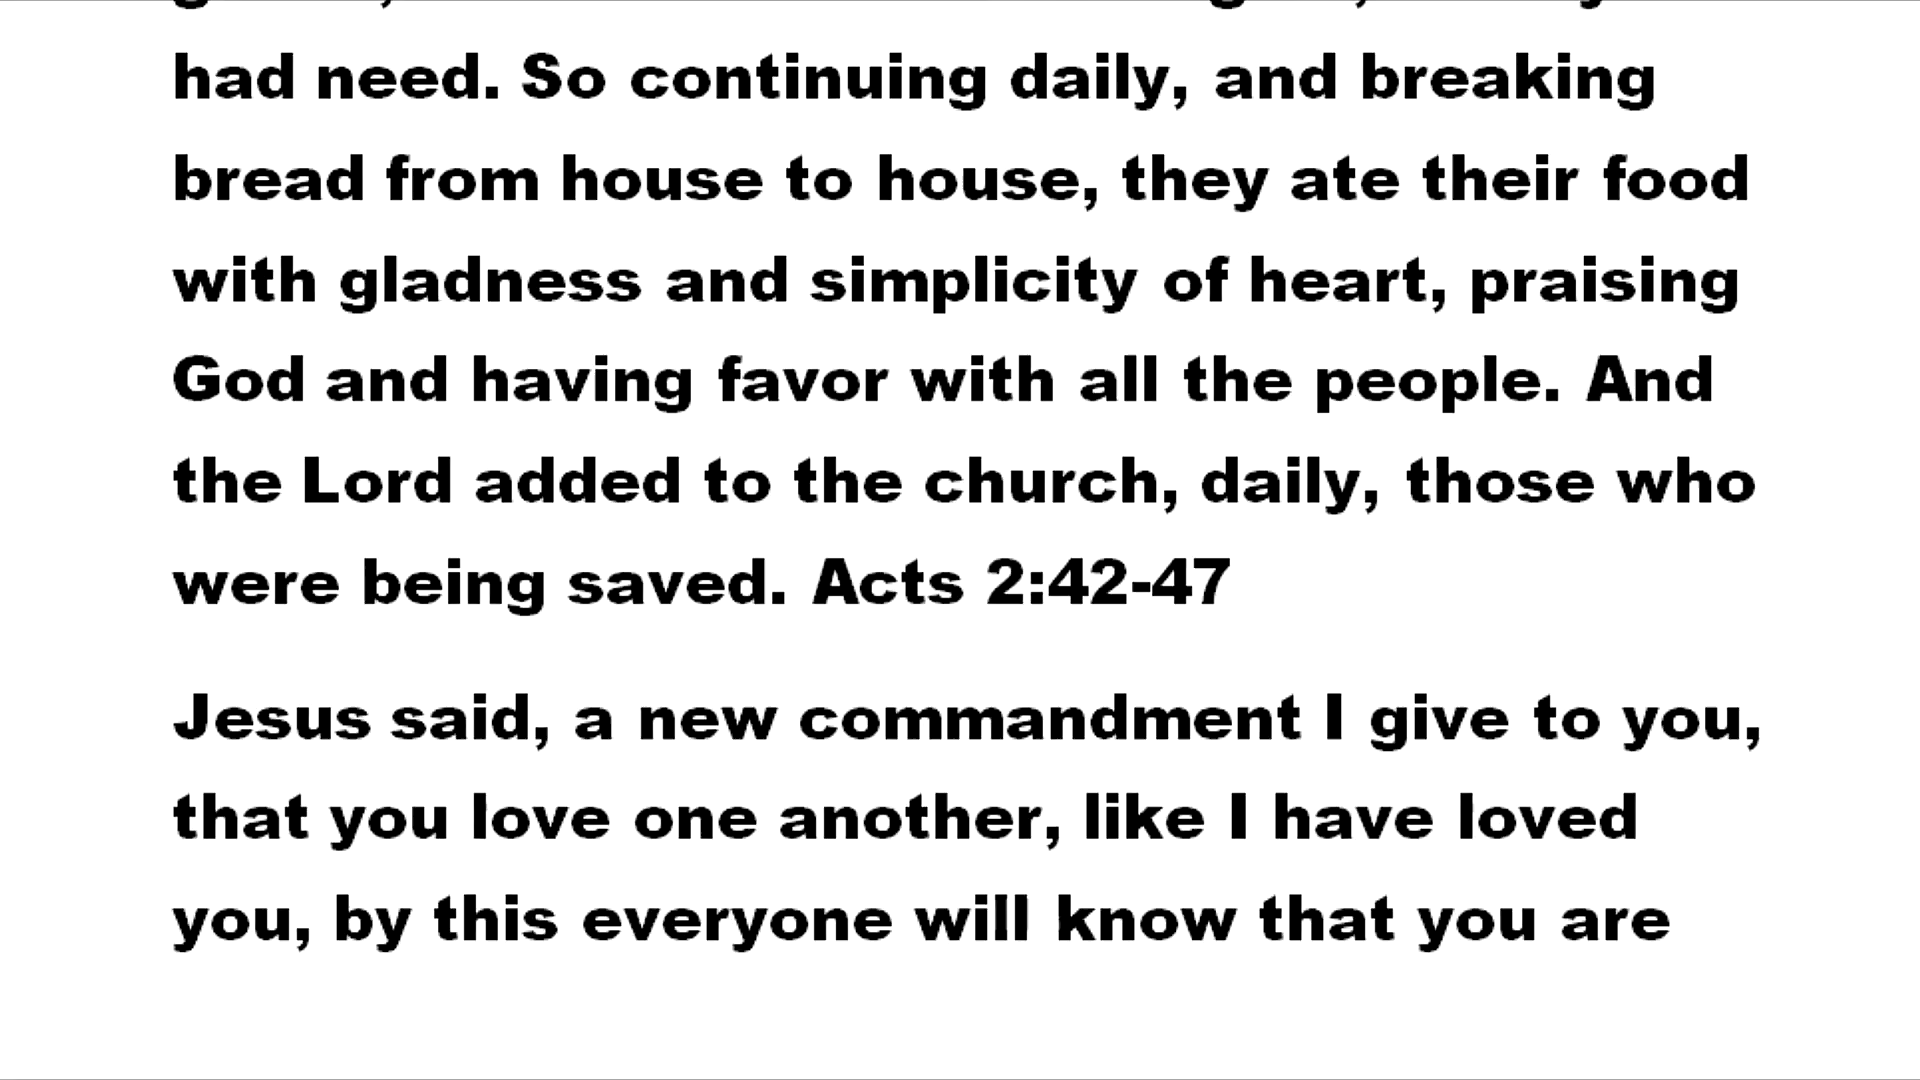 had need. So continuing daily, and breaking
bread from house to house, they ate their food
with gladness and simplicity of heart, praising
God and having favor with all the people. And
the Lord added to the church, daily, those who
were being saved. Acts 2:42-47
Jesus said, a new commandment I give to you,
that you love one another, like I have loved
you, by this everyone will know that you are